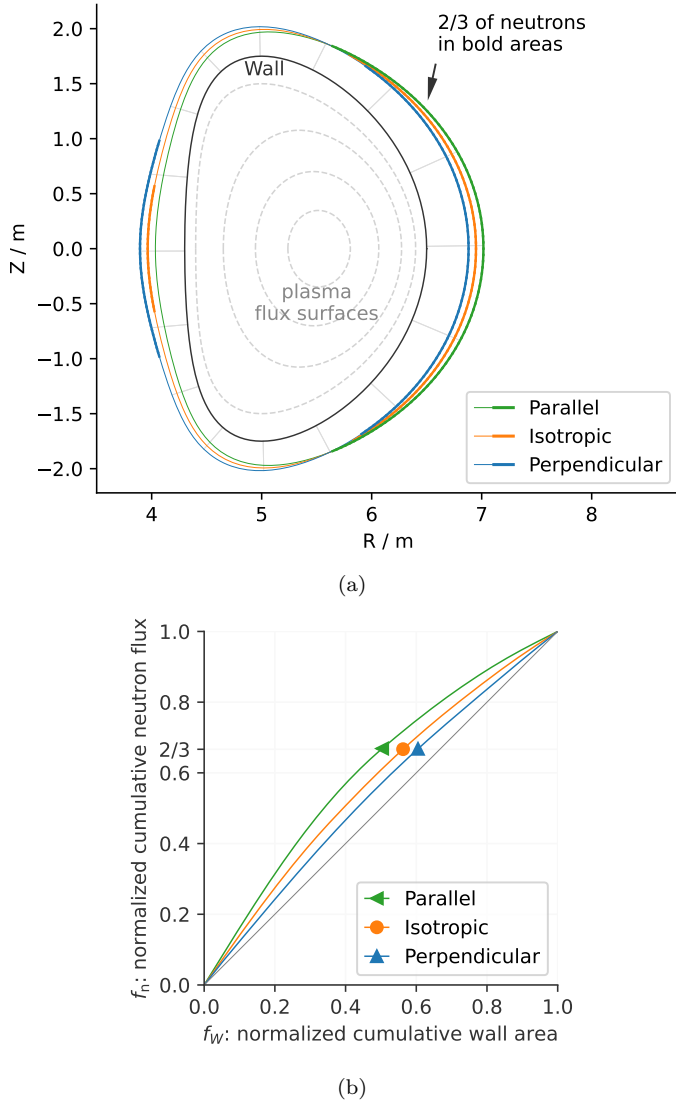 2/3 of neutrons
in bold areas
Wall
plasma
flux surfaces
Z / m
2.0
1.5
1.0
0.5
0.0
−0.5
−1.0
−1.5
−2.0
Parallel
Isotropic
Perpendicular
4 5 6 7 8
R / m
(a)
fn: normalized cumulative neutron flux
1.0
0.8
2/3
0.6
0.4
0.2
0.0
Parallel
Isotropic
Perpendicular
0.0 0.2 0.4 0.6 0.8 1.0
fW: normalized cumulative wall area
(b)